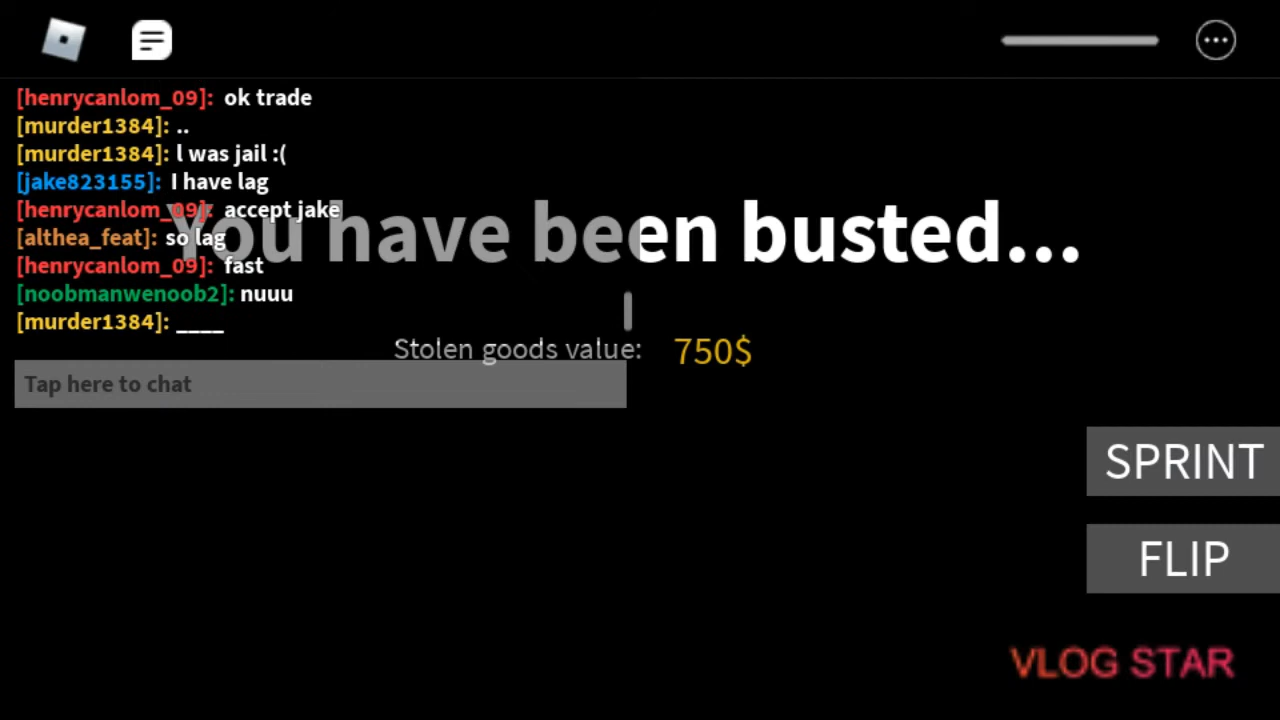 [henrycanlom_09]: ok trade
[murder1384]: ..
[murder1384]: l was jail :(
[jake823155]: I have lag
[henrycanlom_09]: accept jake
You have been busted...
[althea_feat]: so lag
[henrycanlom_09]: fast
[noobmanwenoob2]: nuuu
[murder1384]: ____
Stolen goods value: 750$
Tap here to chat
SPRINT
FLIP
VLOG STAR